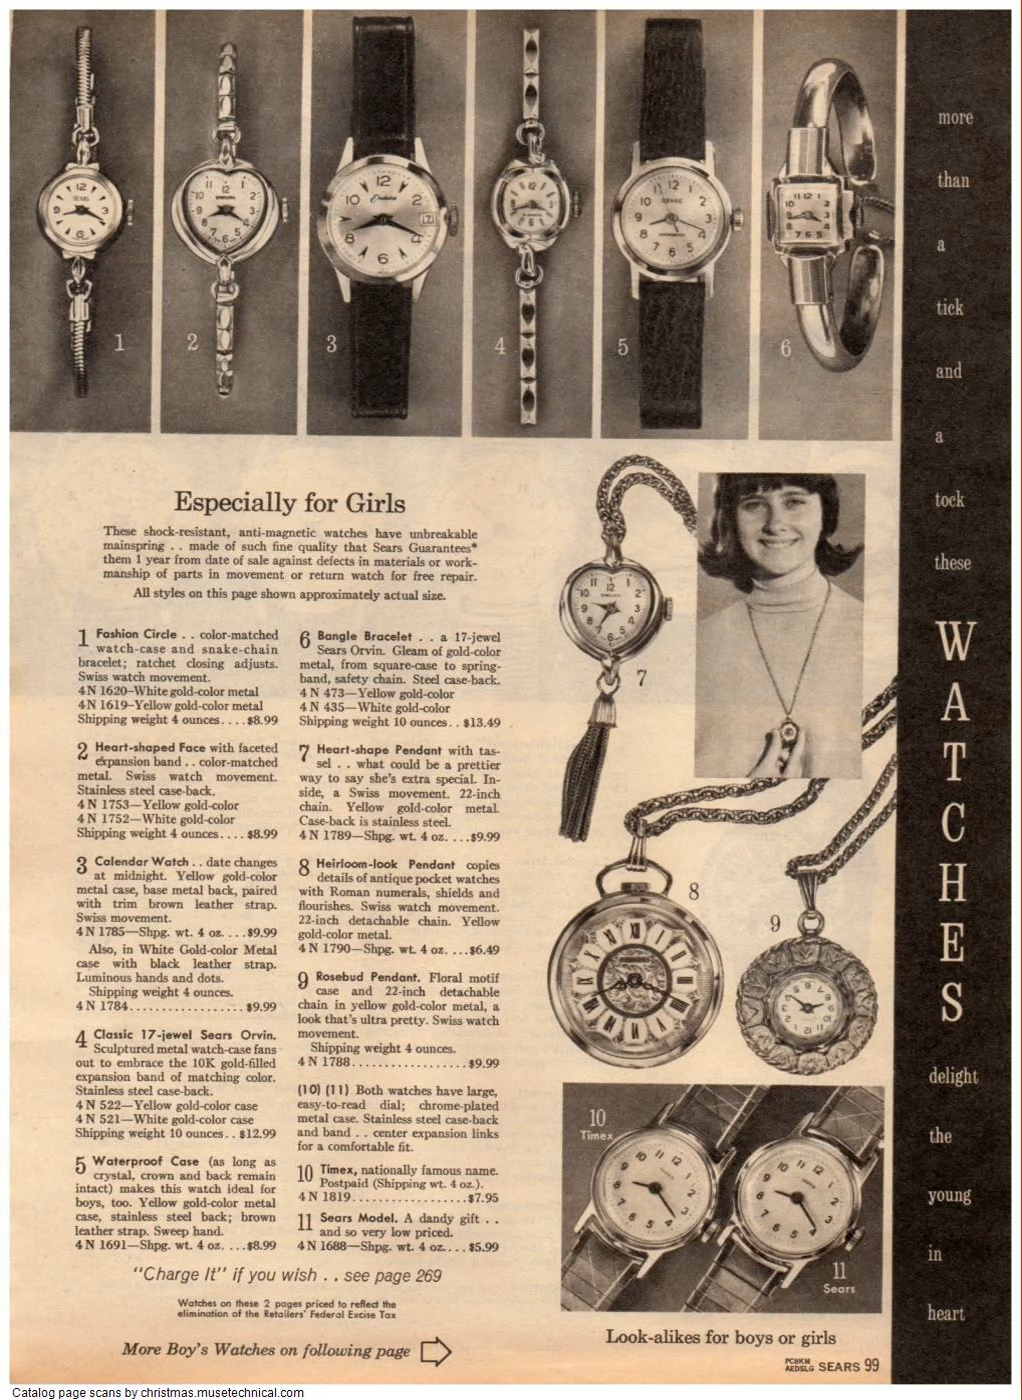 1
2
3
4
5
6
more
than
a
tick
and
a
tock
these
WATCHES
delight
the
young
in
heart
Especially for Girls
These shock-resistant, anti-magnetic watches have unbreakable
mainspring . . made of such fine quality that Sears Guarantees*
them 1 year from date of sale against defects in materials or work-
manship of parts in movement or return watch for free repair.
All styles on this page shown approximately actual size.
1 Fashion Circle . . color-matched
watch-case and snake-chain
bracelet; ratchet closing adjusts.
Swiss watch movement.
4 N 1620–White gold-color metal
4 N 1619–Yellow gold-color metal
Shipping weight 4 ounces....$8.99
2 Heart-shaped Face with faceted
expansion band . . color-matched
metal. Swiss watch movement.
Stainless steel case-back.
4 N 1753—Yellow gold-color
4 N 1752—White gold-color
Shipping weight 4 ounces....$8.99
3 Calendar Watch . . date changes
at midnight. Yellow gold-color
metal case, base metal back, paired
with trim brown leather strap.
Swiss movement.
4 N 1785—Shpg. wt. 4 oz. ...$9.99
Also, in White Gold-color Metal
case with black leather strap.
Luminous hands and dots.
Shipping weight 4 ounces.
4 N 1784.................$9.99
4 Classic 17-jewel Sears Orvin.
Sculptured metal watch-case fans
out to embrace the 10K gold-filled
expansion band of matching color.
Stainless steel case-back.
4 N 522—Yellow gold-color case
4 N 521—White gold-color case
Shipping weight 10 ounces..$12.99
5 Waterproof Case (as long as
crystal, crown and back remain
intact) makes this watch ideal for
boys, too. Yellow gold-color metal
case, stainless steel back; brown
leather strap. Sweep hand.
4 N 1691—Shpg. wt. 4 oz. ...$8.99
6 Bangle Bracelet . . a 17-jewel
Sears Orvin. Gleam of gold-color
metal, from square-case to spring-
band, safety chain. Steel case-back.
4 N 473—Yellow gold-color
4 N 435—White gold-color
Shipping weight 10 ounces..$13.49
7 Heart-shape Pendant with tas-
sel . . what could be a prettier
way to say she's extra special. In-
side, a Swiss movement. 22-inch
chain. Yellow gold-color metal.
Case-back is stainless steel.
4 N 1789—Shpg. wt. 4 oz. ...$9.99
8 Heirloom-look Pendant copies
details of antique pocket watches
with Roman numerals, shields and
flourishes. Swiss watch movement.
22-inch detachable chain. Yellow
gold-color metal.
4 N 1790—Shpg. wt. 4 oz. ...$6.49
9 Rosebud Pendant. Floral motif
case and 22-inch detachable
chain in yellow gold-color metal, a
look that's ultra pretty. Swiss watch
movement.
Shipping weight 4 ounces.
4 N 1788.................$9.99
(10) (11) Both watches have large,
easy-to-read dial; chrome-plated
metal case. Stainless steel case-back
and band . . center expansion links
for a comfortable fit.
10 Timex, nationally famous name.
Postpaid (Shipping wt. 4 oz.).
4 N 1819.................$7.95
11 Sears Model. A dandy gift . .
and so very low priced.
4 N 1688—Shpg. wt. 4 oz....$5.99
"Charge It" if you wish . . see page 269
Watches on these 2 pages priced to reflect the
elimination of the Retailers' Federal Excise Tax
More Boy's Watches on following page
7
8
9
10
Timex
11
Sears
Look-alikes for boys or girls
PCBKM
AEDSLG SEARS 99
Catalog page scans by christmas.musetechnical.com